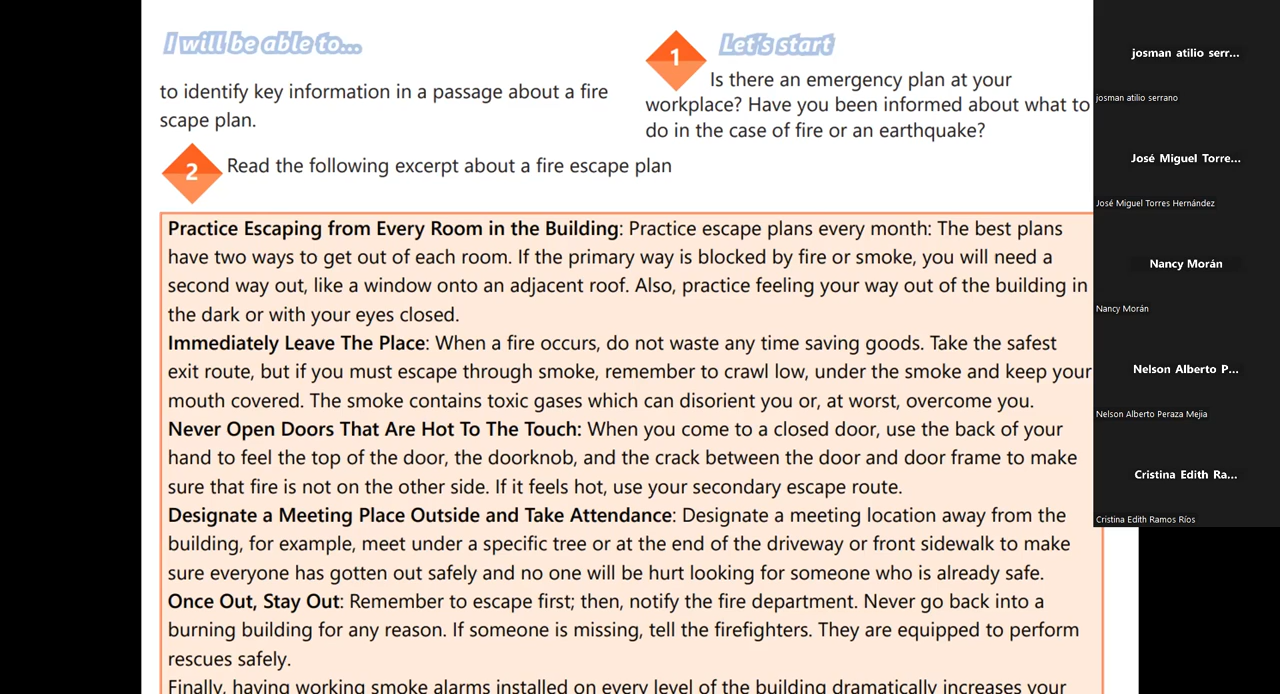 I will be able to...
to identify key information in a passage about a fire
scape plan.
1
Let's start
Is there an emergency plan at your
workplace? Have you been informed about what to
do in the case of fire or an earthquake?
2
Read the following excerpt about a fire escape plan
Practice Escaping from Every Room in the Building: Practice escape plans every month: The best plans
have two ways to get out of each room. If the primary way is blocked by fire or smoke, you will need a
second way out, like a window onto an adjacent roof. Also, practice feeling your way out of the building in
the dark or with your eyes closed.
Immediately Leave The Place: When a fire occurs, do not waste any time saving goods. Take the safest
exit route, but if you must escape through smoke, remember to crawl low, under the smoke and keep your
mouth covered. The smoke contains toxic gases which can disorient you or, at worst, overcome you.
Never Open Doors That Are Hot To The Touch: When you come to a closed door, use the back of your
hand to feel the top of the door, the doorknob, and the crack between the door and door frame to make
sure that fire is not on the other side. If it feels hot, use your secondary escape route.
Designate a Meeting Place Outside and Take Attendance: Designate a meeting location away from the
building, for example, meet under a specific tree or at the end of the driveway or front sidewalk to make
sure everyone has gotten out safely and no one will be hurt looking for someone who is already safe.
Once Out, Stay Out: Remember to escape first; then, notify the fire department. Never go back into a
burning building for any reason. If someone is missing, tell the firefighters. They are equipped to perform
rescues safely.
Finally, having working smoke alarms installed on every level of the building dramatically increases your
josman atilio serr...
josman atilio serrano
José Miguel Torre...
José Miguel Torres Hernández
Nancy Morán
Nancy Morán
Nelson Alberto P...
Nelson Alberto Peraza Mejia
Cristina Edith Ra...
Cristina Edith Ramos Ríos